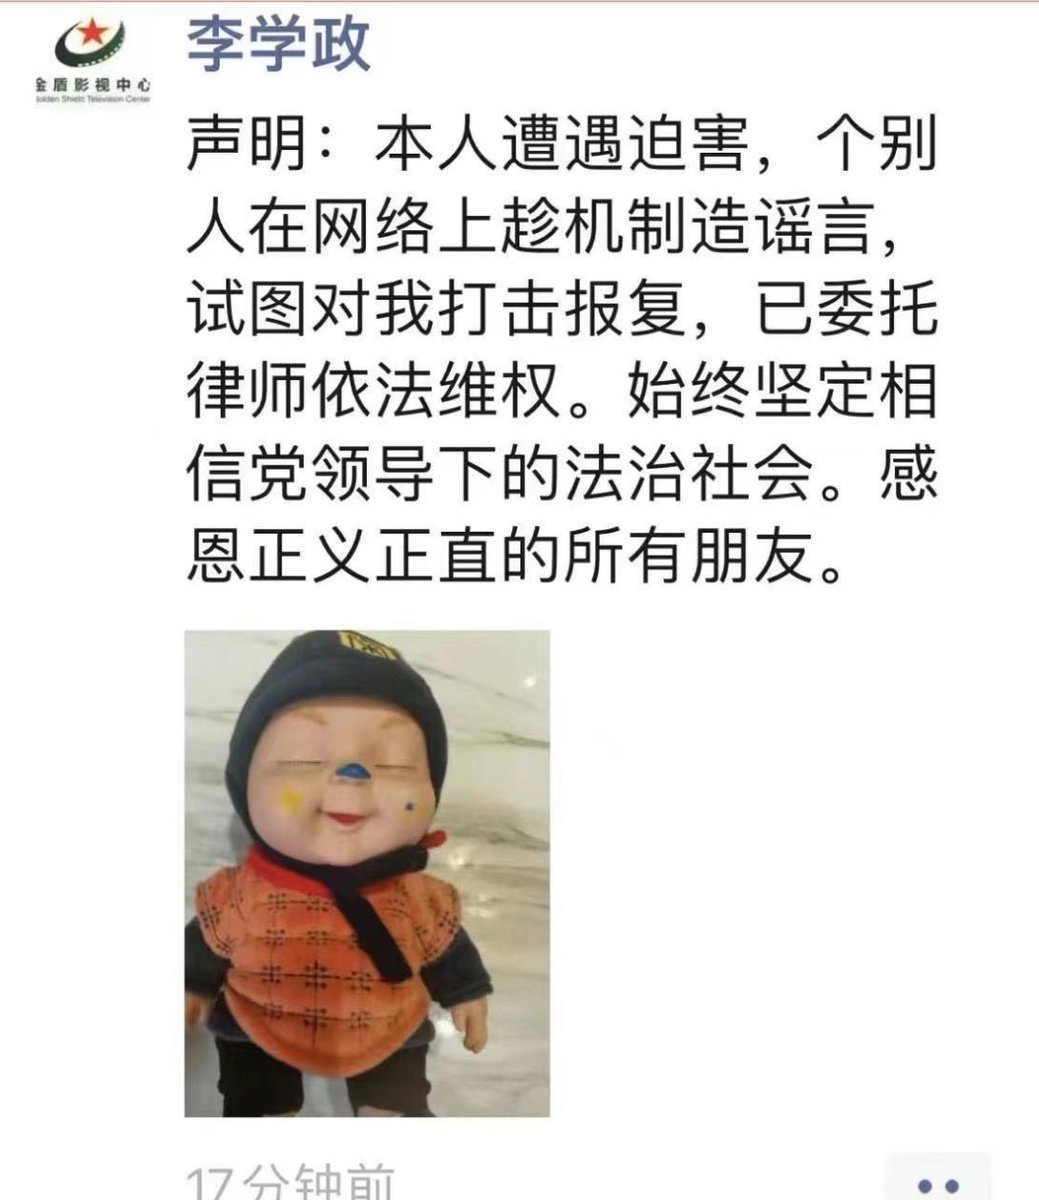 李学政
金盾影视中心
Golden Shield Television Center
声明：本人遭遇迫害，个别
人在网络上趁机制造谣言，
试图对我打击报复，已委托
律师依法维权。始终坚定相
信党领导下的法治社会。感
恩正义正直的所有朋友。
17分钟前